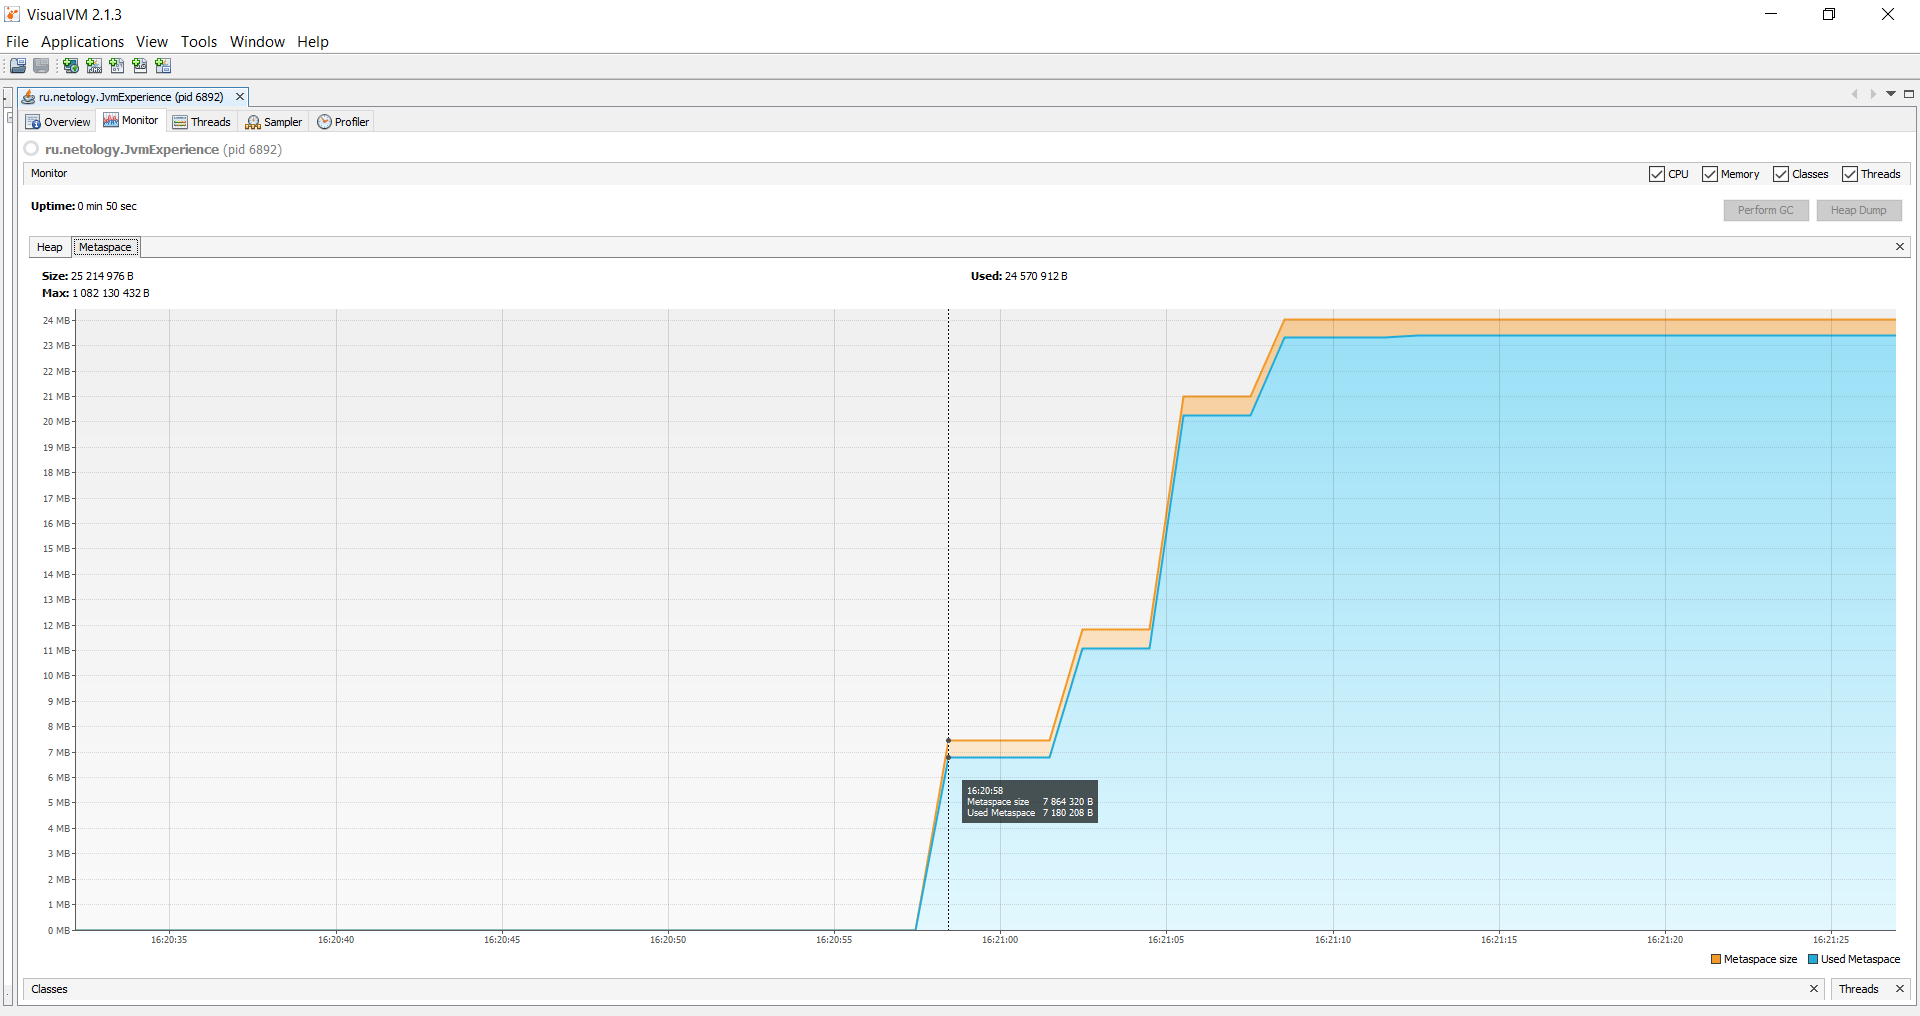 VisualVM 2.1.3
File Applications View Tools Window Help
ru.netology.JvmExperience (pid 6892)
Overview Monitor Threads Sampler Profiler
ru.netology.JvmExperience (pid 6892)
Monitor CPU Memory Classes Threads
Uptime: 0 min 50 sec
Perform GC Heap Dump
Heap Metaspace
Size: 25 214 976 B Used: 24 570 912 B
Max: 1 082 130 432 B
24 MB
23 MB
22 MB
21 MB
20 MB
19 MB
18 MB
17 MB
16 MB
15 MB
14 MB
13 MB
12 MB
11 MB
10 MB
9 MB
8 MB
7 MB
6 MB
5 MB
4 MB
3 MB
2 MB
1 MB
0 MB
16:20:58
Metaspace size 7 864 320 B
Used Metaspace 7 180 208 B
16:20:35 16:20:40 16:20:45 16:20:50 16:20:55 16:21:00 16:21:05 16:21:10 16:21:15 16:21:20 16:21:25
Metaspace size Used Metaspace
Classes Threads